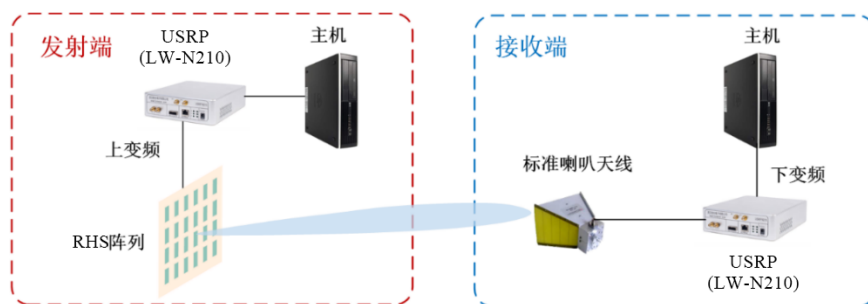 发射端
USRP
(LW-N210)
主机
上变频
RHS阵列
接收端
主机
标准喇叭天线
下变频
USRP
(LW-N210)